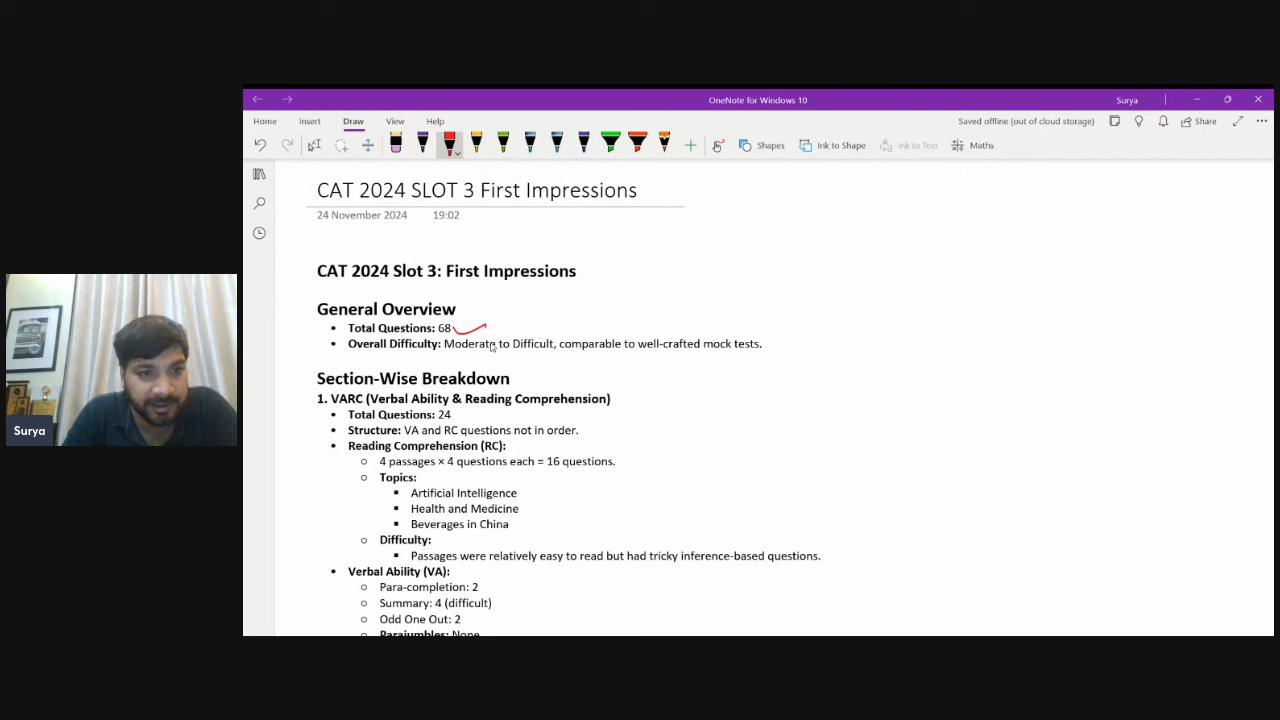 OneNote for Windows 10
Surya
Home Insert Draw View Help
Saved offline (out of cloud storage)
Share
Shapes
Ink to Shape
Ink to Text
Maths
CAT 2024 SLOT 3 First Impressions
24 November 2024 19:02
CAT 2024 Slot 3: First Impressions
General Overview
• Total Questions: 68
• Overall Difficulty: Moderate to Difficult, comparable to well-crafted mock tests.
Section-Wise Breakdown
1. VARC (Verbal Ability & Reading Comprehension)
• Total Questions: 24
• Structure: VA and RC questions not in order.
• Reading Comprehension (RC):
○ 4 passages × 4 questions each = 16 questions.
○ Topics:
▪ Artificial Intelligence
▪ Health and Medicine
▪ Beverages in China
○ Difficulty:
▪ Passages were relatively easy to read but had tricky inference-based questions.
• Verbal Ability (VA):
○ Para-completion: 2
○ Summary: 4 (difficult)
○ Odd One Out: 2
Parajumbles: None
Surya